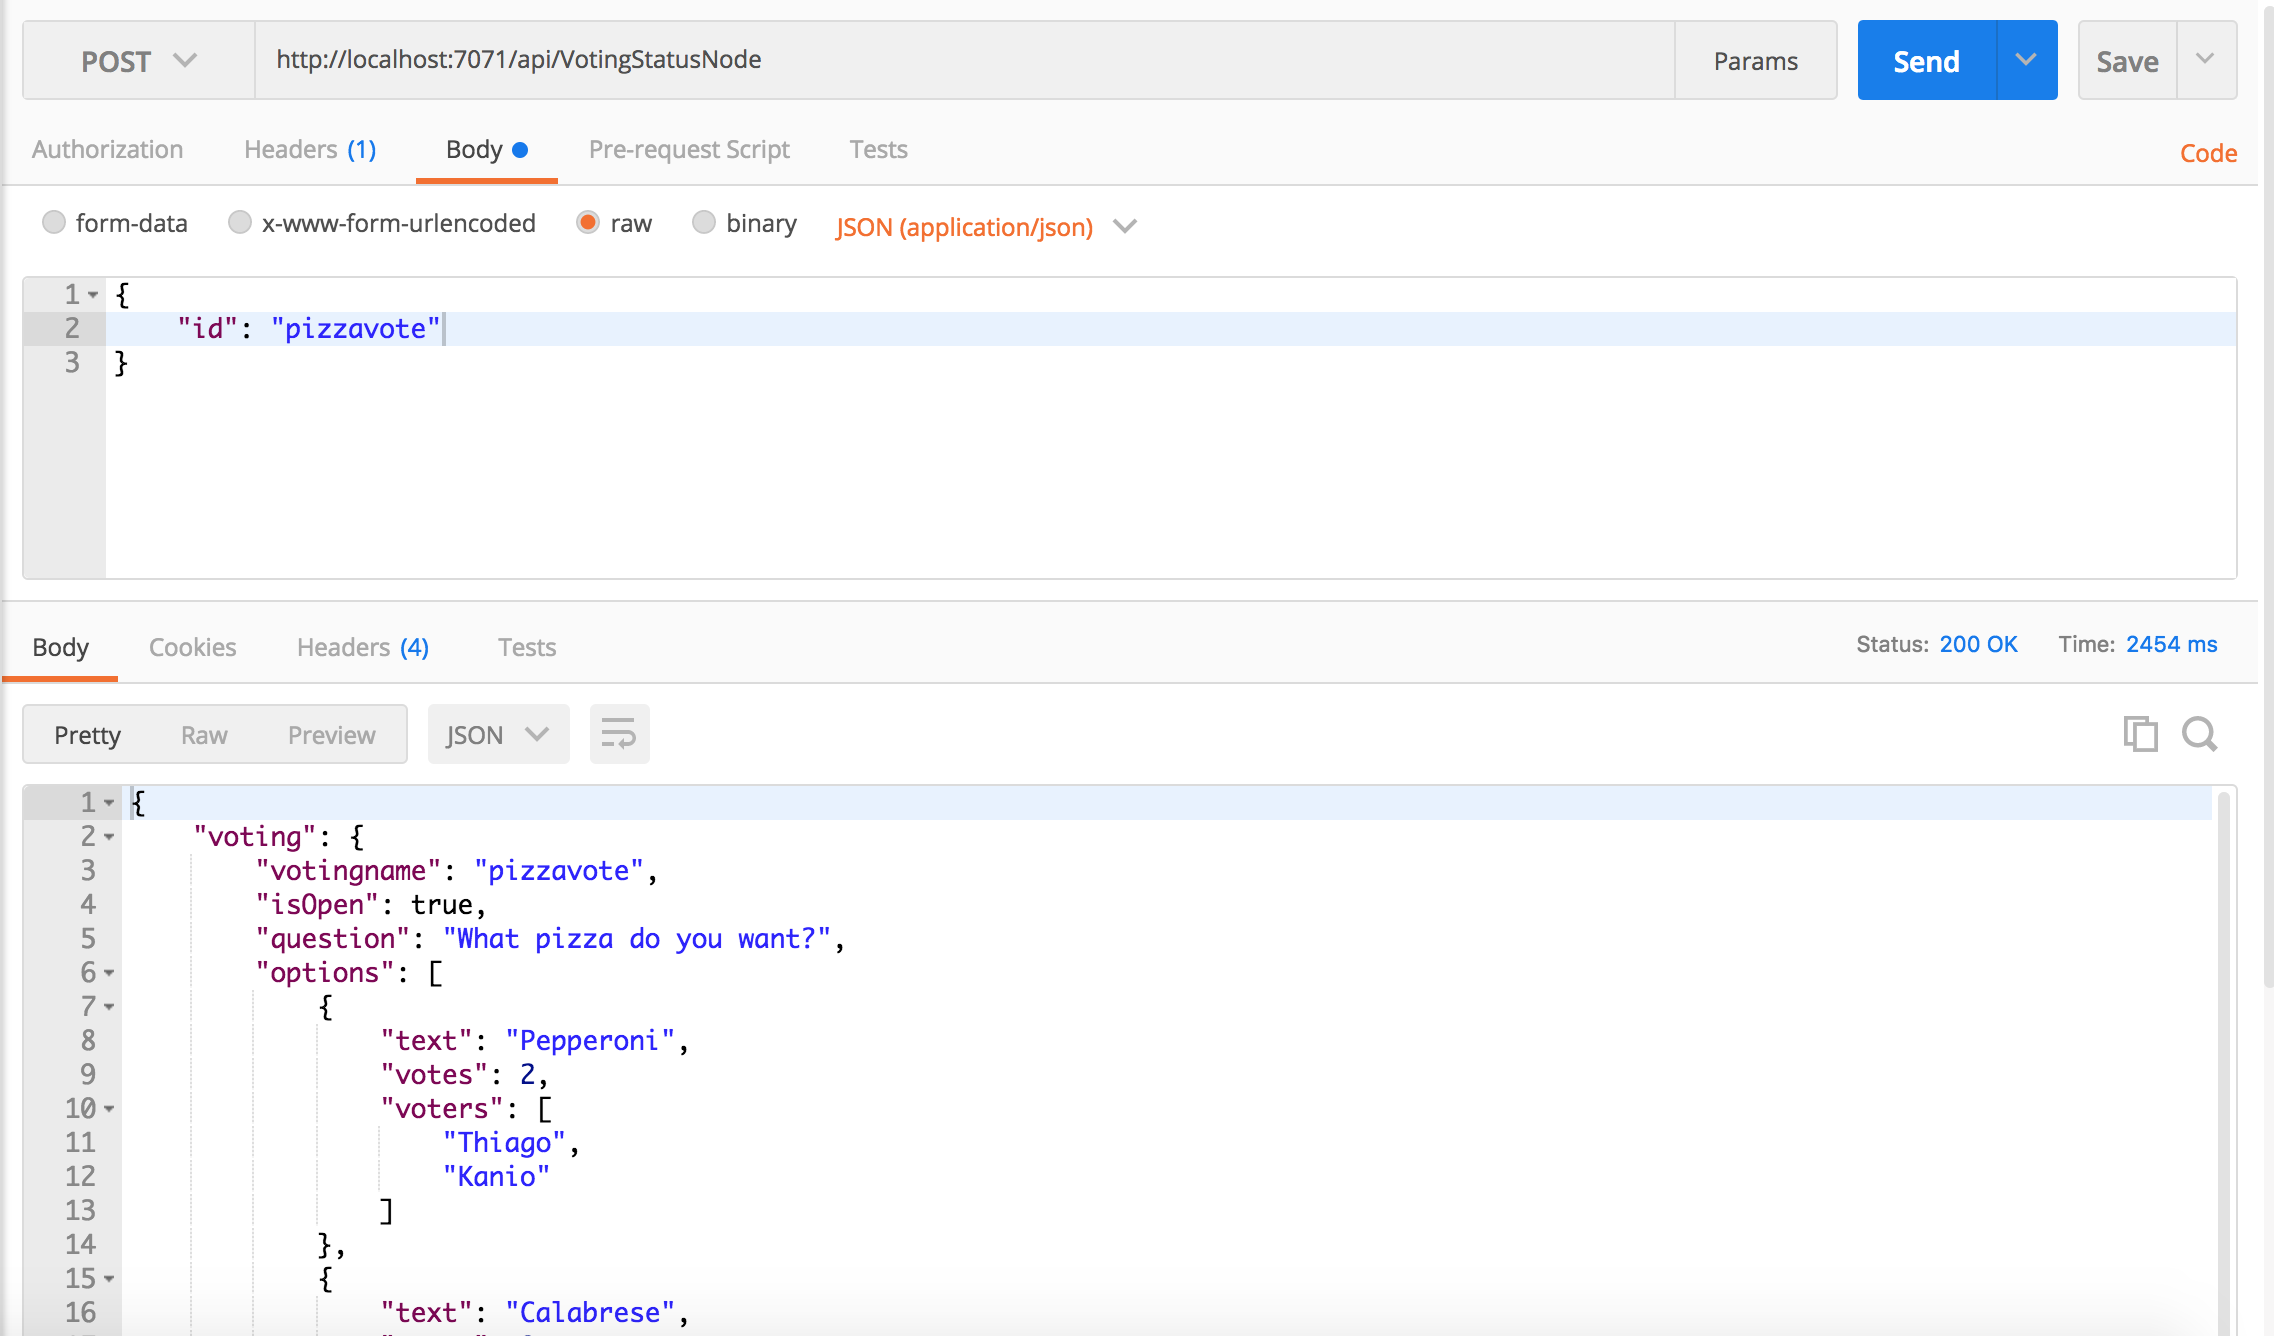 POST http://localhost:7071/api/VotingStatusNode Params Send Save
Authorization Headers (1) Body Pre-request Script Tests Code
form-data x-www-form-urlencoded raw binary JSON (application/json)
1 {
2 "id": "pizzavote"
3 }
Body Cookies Headers (4) Tests Status: 200 OK Time: 2454 ms
Pretty Raw Preview JSON
1 {
2 "voting": {
3 "votingname": "pizzavote",
4 "isOpen": true,
5 "question": "What pizza do you want?",
6 "options": [
7 {
8 "text": "Pepperoni",
9 "votes": 2,
10 "voters": [
11 "Thiago",
12 "Kanio"
13 ]
14 },
15 {
16 "text": "Calabrese",